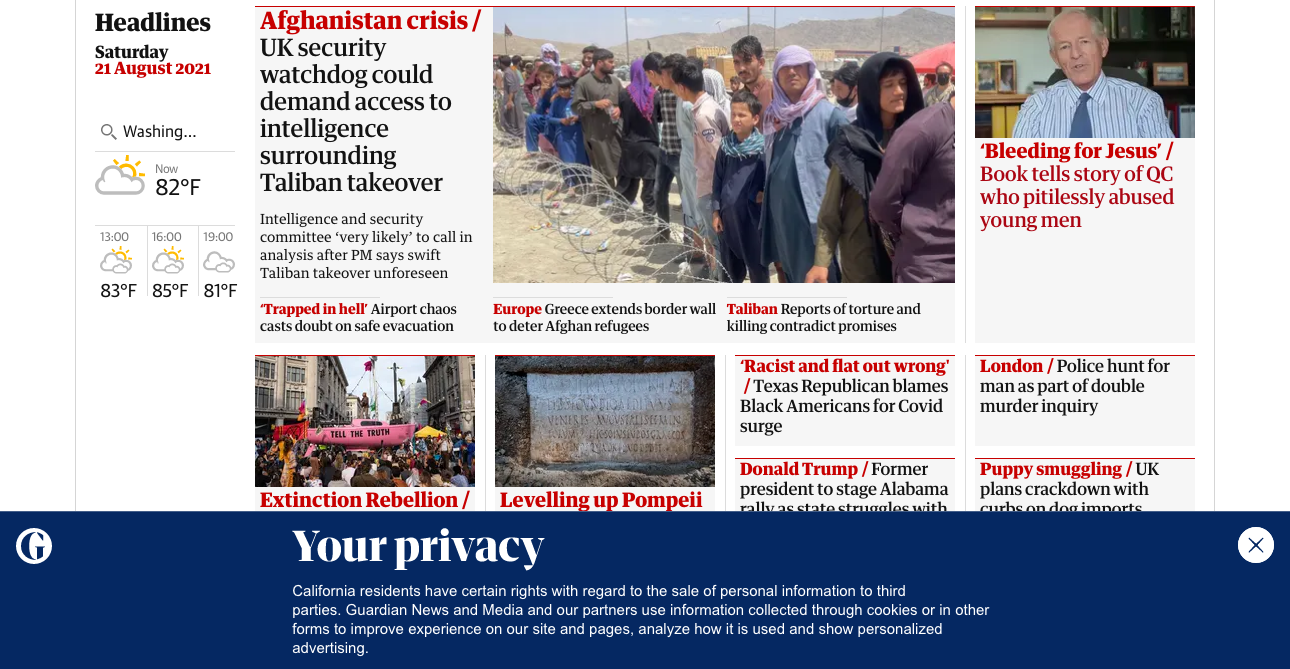 Headlines
Saturday
21 August 2021
Washing...
Now
82°F
13:00
16:00
19:00
83°F
85°F
81°F
Afghanistan crisis /
UK security
watchdog could
demand access to
intelligence
surrounding
Taliban takeover
Intelligence and security
committee ‘very likely’ to call in
analysis after PM says swift
Taliban takeover unforeseen
‘Trapped in hell’ Airport chaos
casts doubt on safe evacuation
Europe Greece extends border wall
to deter Afghan refugees
Taliban Reports of torture and
killing contradict promises
‘Bleeding for Jesus’ /
Book tells story of QC
who pitilessly abused
young men
TELL THE TRUTH
Extinction Rebellion /
Levelling up Pompeii
‘Racist and flat out wrong'
/ Texas Republican blames
Black Americans for Covid
surge
London / Police hunt for
man as part of double
murder inquiry
Donald Trump / Former
president to stage Alabama
rally as state struggles with
Puppy smuggling / UK
plans crackdown with
curbs on dog imports
G
Your privacy
California residents have certain rights with regard to the sale of personal information to third
parties. Guardian News and Media and our partners use information collected through cookies or in other
forms to improve experience on our site and pages, analyze how it is used and show personalized
advertising.